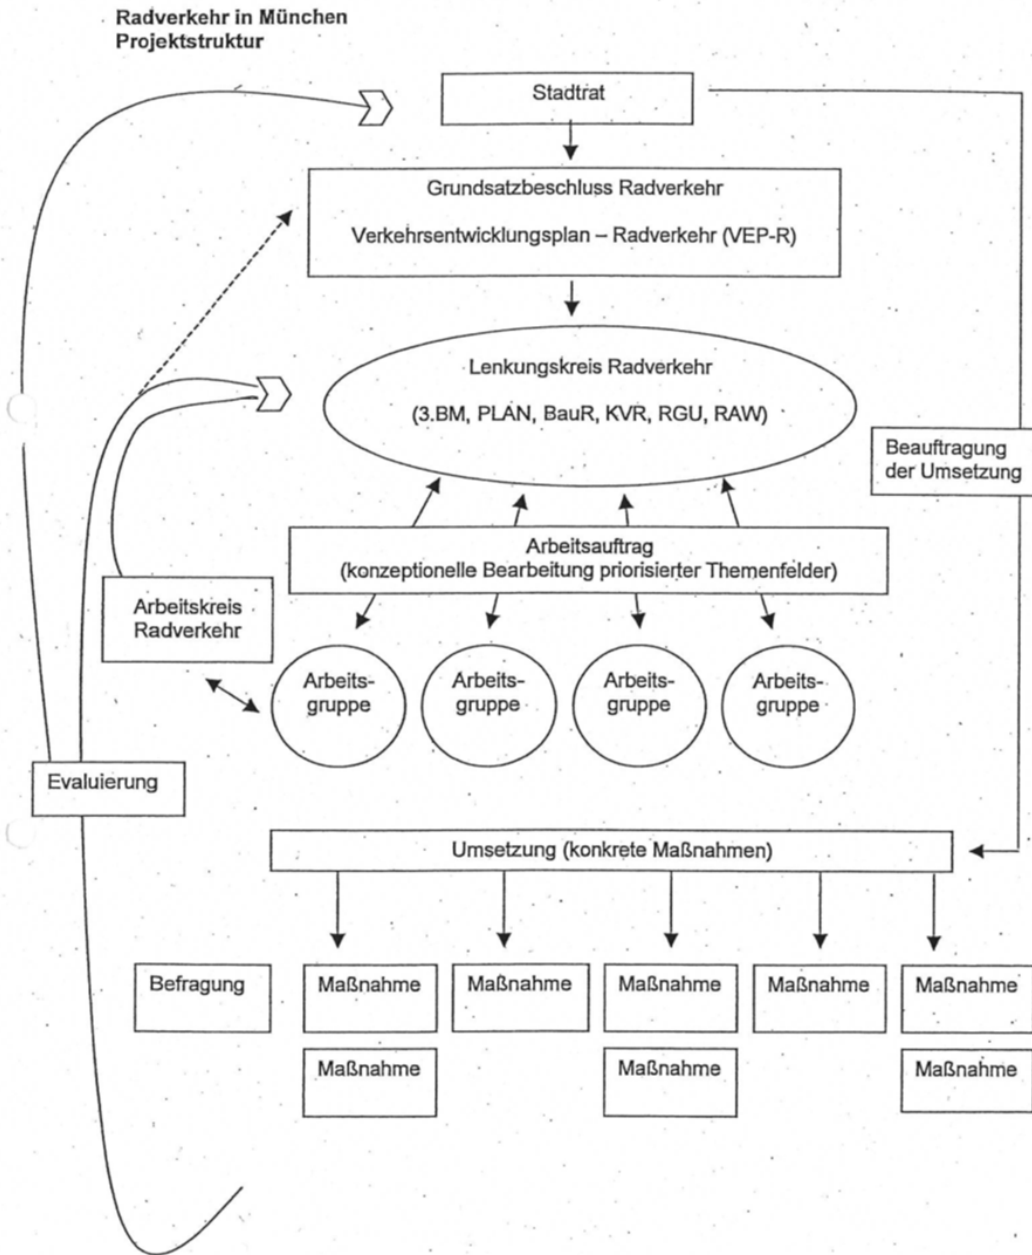 Radverkehr in München
Projektstruktur
Stadtrat
Grundsatzbeschluss Radverkehr
Verkehrsentwicklungsplan – Radverkehr (VEP-R)
Lenkungskreis Radverkehr
(3.BM, PLAN, BauR, KVR, RGU, RAW)
Beauftragung
der Umsetzung
Arbeitsauftrag
(konzeptionelle Bearbeitung priorisierter Themenfelder)
Arbeitskreis
Radverkehr
Arbeits-
gruppe
Arbeits-
gruppe
Arbeits-
gruppe
Arbeits-
gruppe
Evaluierung
Umsetzung (konkrete Maßnahmen)
Befragung
Maßnahme
Maßnahme
Maßnahme
Maßnahme
Maßnahme
Maßnahme
Maßnahme
Maßnahme